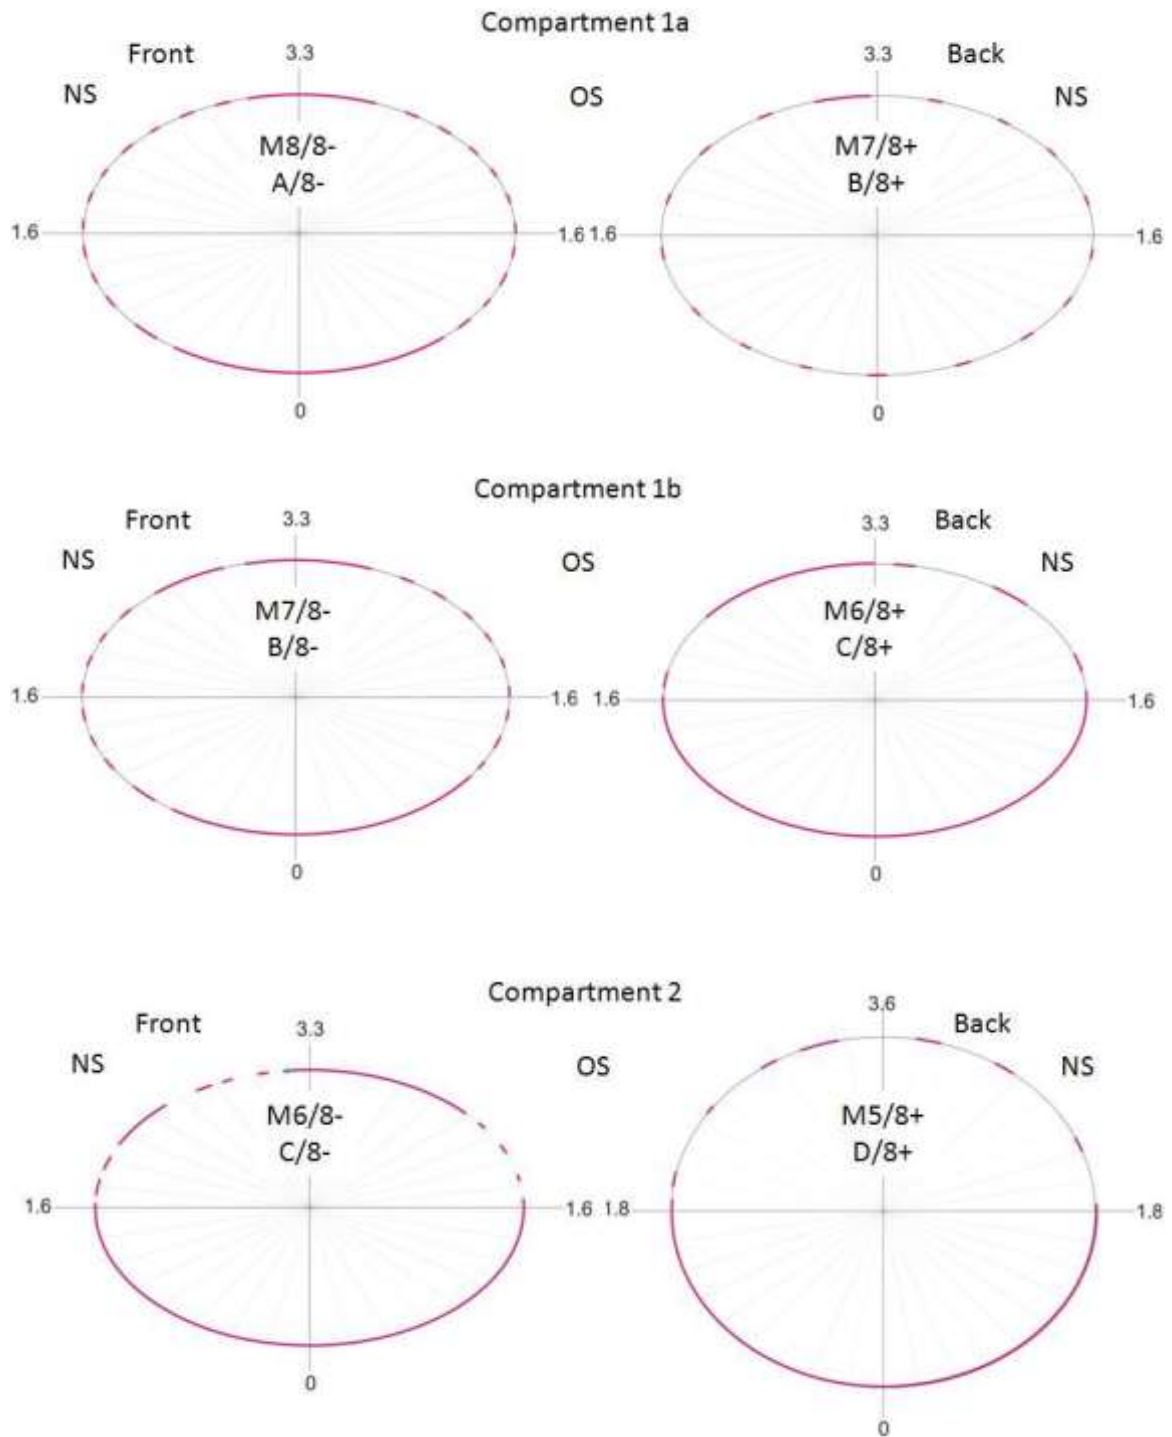 Compartment 1a
Front 3.3 3.3 Back
NS OS NS
M8/8- M7/8+
A/8- B/8+
1.6 1.6 1.6 1.6
0 0
Compartment 1b
Front 3.3 3.3 Back
NS OS NS
M7/8- M6/8+
B/8- C/8+
1.6 1.6 1.6 1.6
0 0
Compartment 2
Front 3.3 3.6 Back
NS OS NS
M6/8- M5/8+
C/8- D/8+
1.6 1.6 1.8 1.8
0 0